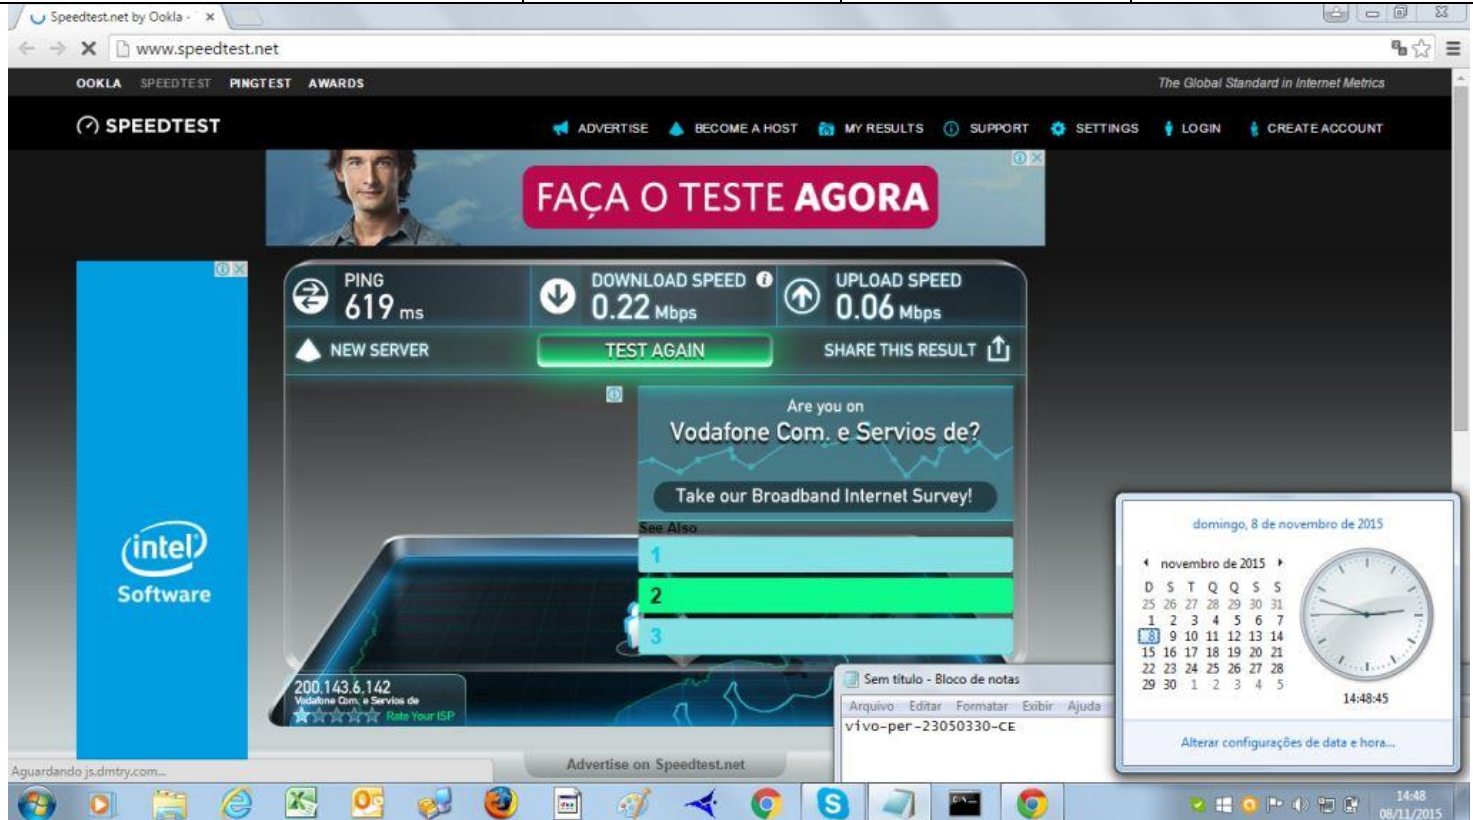 Speedtest.net by Ookla -
www.speedtest.net
OOKLA SPEEDTEST PINGTEST AWARDS
The Global Standard in Internet Metrics
SPEEDTEST
ADVERTISE BECOME A HOST MY RESULTS SUPPORT SETTINGS LOGIN CREATE ACCOUNT
FAÇA O TESTE AGORA
PING
619 ms
DOWNLOAD SPEED
0.22 Mbps
UPLOAD SPEED
0.06 Mbps
NEW SERVER
TEST AGAIN
SHARE THIS RESULT
Are you on
Vodafone Com. e Servios de?
Take our Broadband Internet Survey!
See Also
1
2
3
intel
Software
200.143.6.142
Vodafone Com. e Servios de
Rate Your ISP
Advertise on Speedtest.net
Aguardando js.dmtry.com...
Sem título - Bloco de notas
Arquivo Editar Formatar Exibir Ajuda
vivo-per-23050330-CE
domingo, 8 de novembro de 2015
novembro de 2015
D S T Q Q S S
25 26 27 28 29 30 31
1 2 3 4 5 6 7
8 9 10 11 12 13 14
15 16 17 18 19 20 21
22 23 24 25 26 27 28
29 30 1 2 3 4 5
14:48:45
Alterar configurações de data e hora...
14:48
08/11/2015